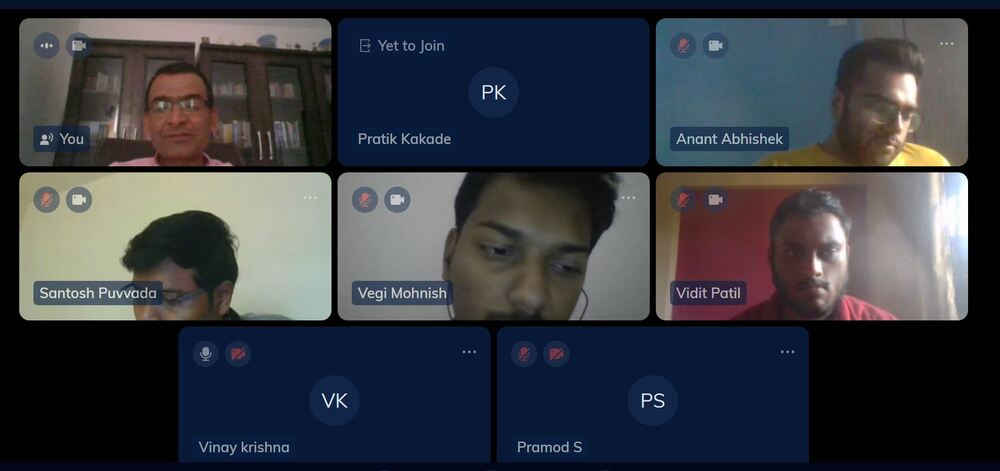 Yet to Join
PK
You
Pratik Kakade
Anant Abhishek
Santosh Puvvada
Vegi Mohnish
Vidit Patil
VK
PS
Vinay krishna
Pramod S